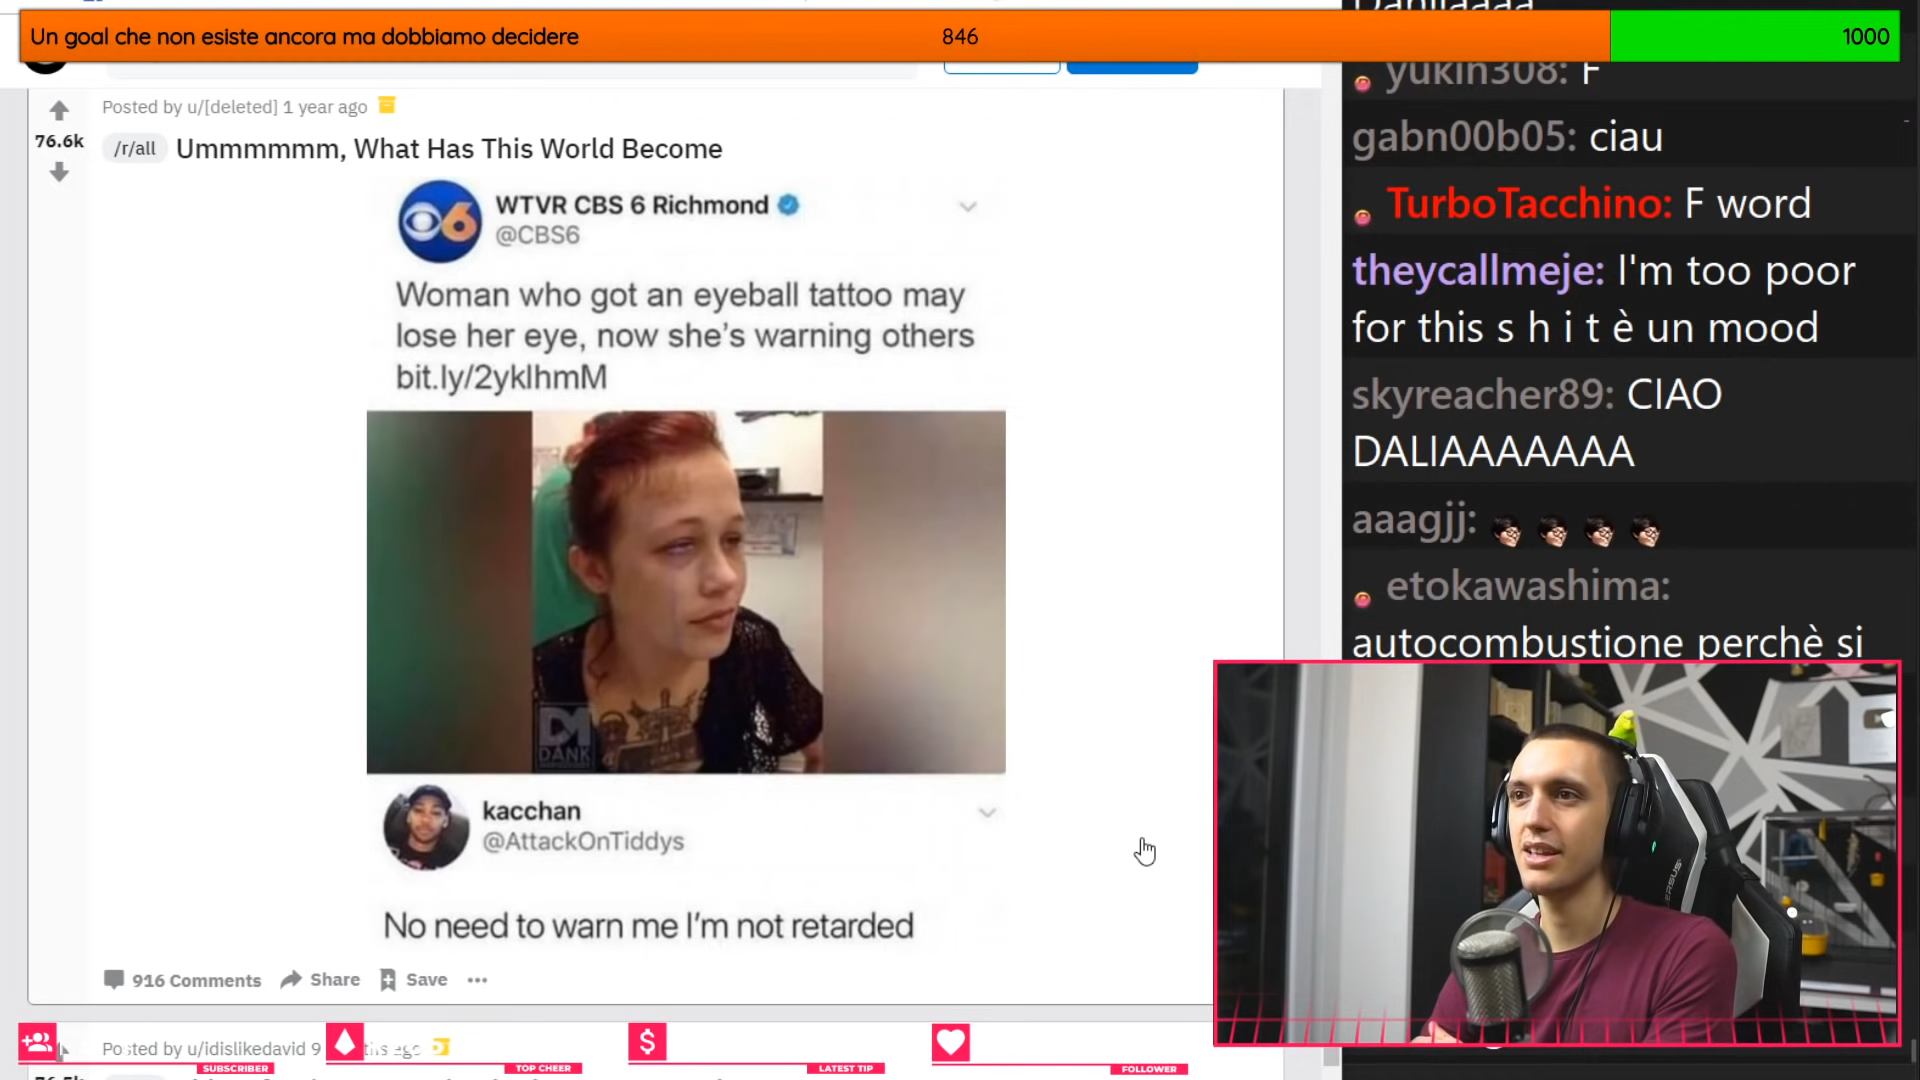 Un goal che non esiste ancora ma dobbiamo decidere
846
1000
Posted by u/[deleted] 1 year ago
76.6k
/r/all Ummmmmm, What Has This World Become
WTVR CBS 6 Richmond
@CBS6
Woman who got an eyeball tattoo may
lose her eye, now she's warning others
bit.ly/2yklhmM
DM
DANK
kacchan
@AttackOnTiddys
No need to warn me I'm not retarded
916 Comments Share Save
Posted by u/idislikedavid 9
SUBSCRIBER
TOP CHEER
LATEST TIP
FOLLOWER
yukin308: F
gabn00b05: ciau
TurboTacchino: F word
theycallmeje: I'm too poor
for this s h i t è un mood
skyreacher89: CIAO
DALIAAAAAAA
aaagjj:
etokawashima:
autocombustione perchè si